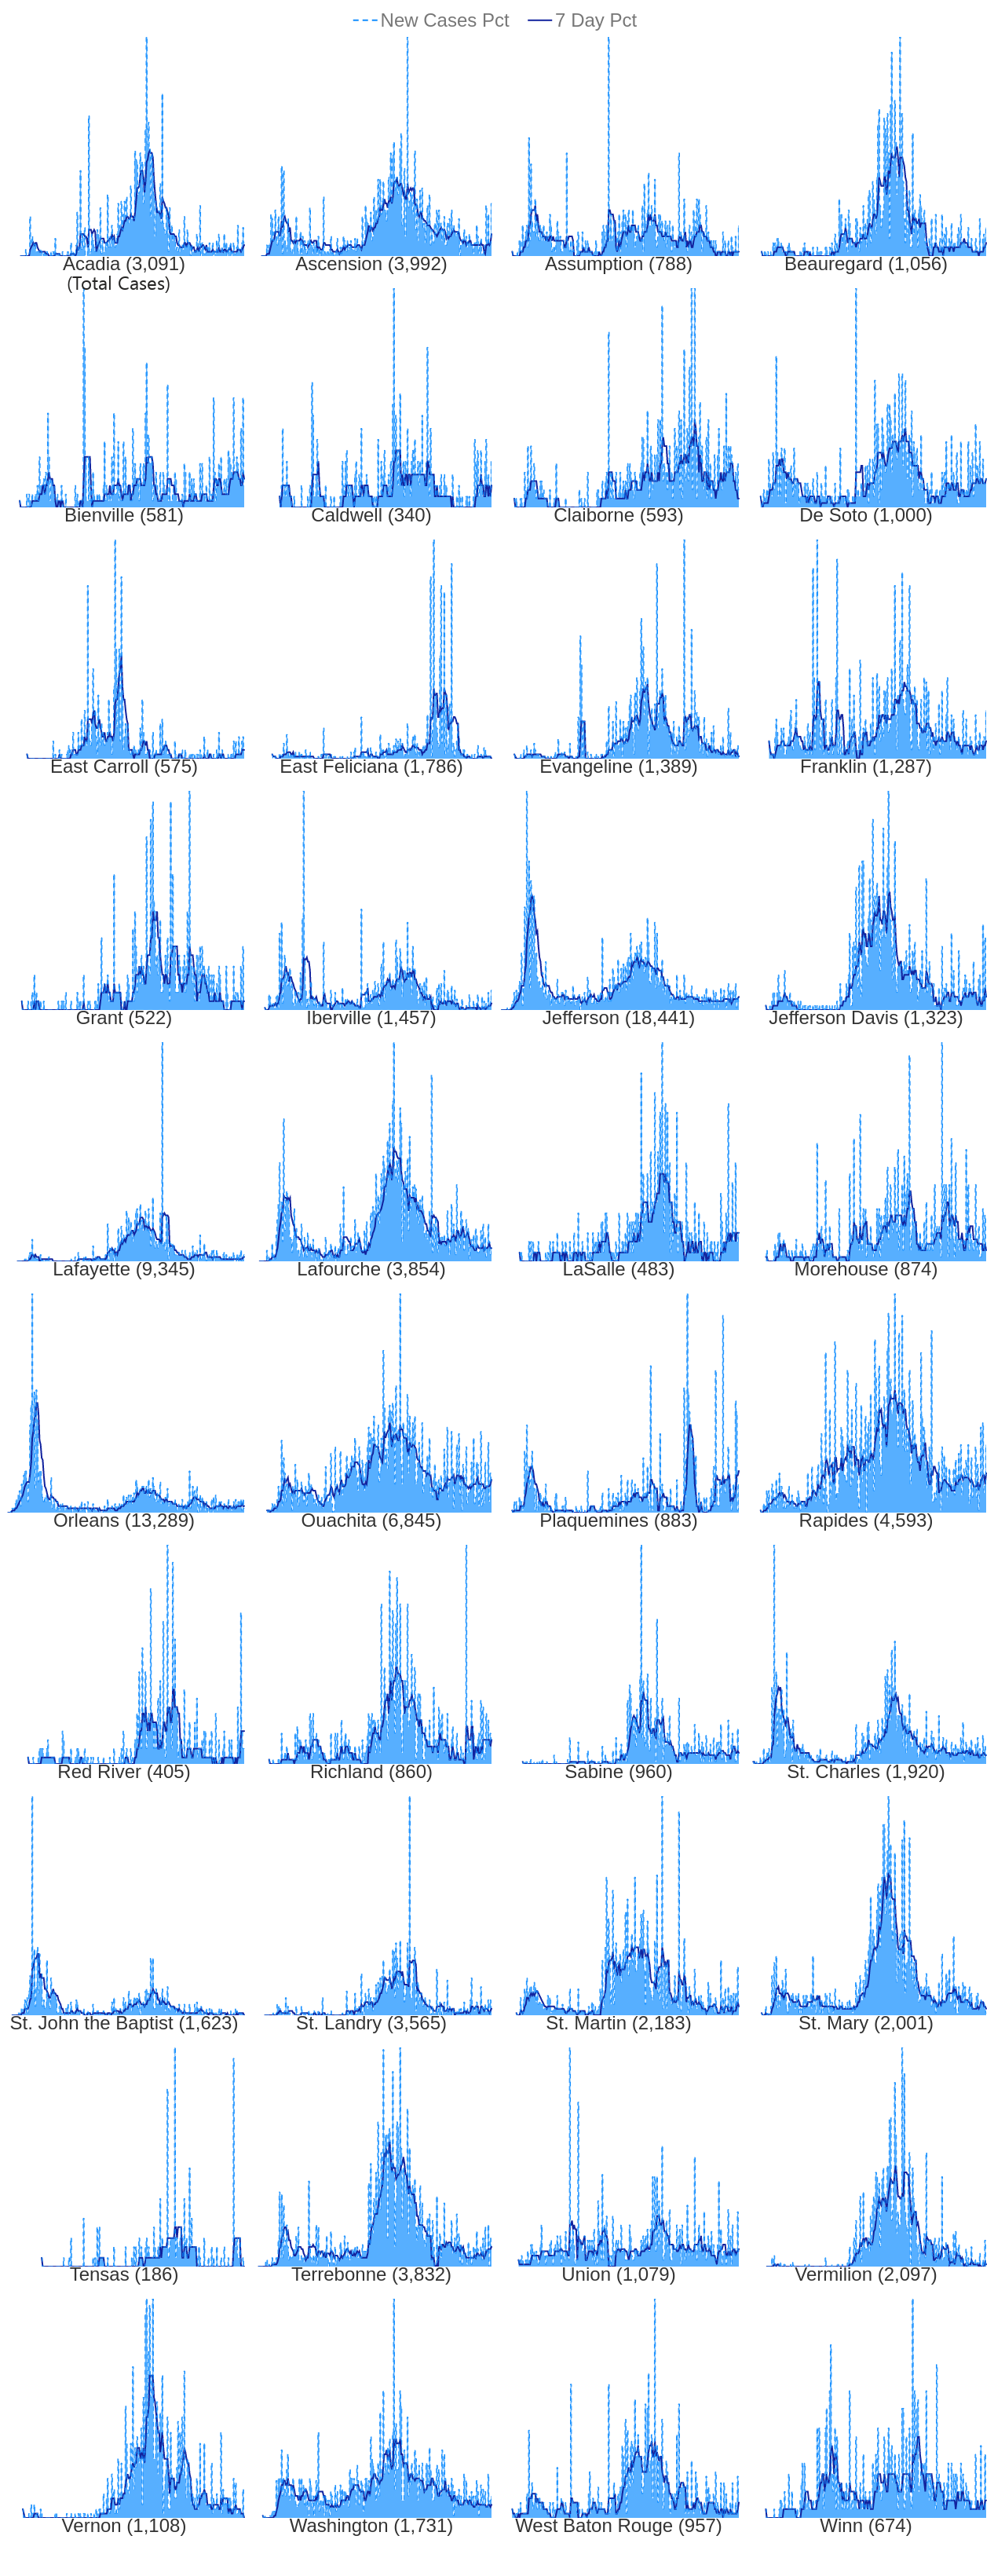 New Cases Pct 7 Day Pct
Acadia (3,091) Ascension (3,992) Assumption (788) Beauregard (1,056)
(Total Cases)
Bienville (581) Caldwell (340) Claiborne (593) De Soto (1,000)
East Carroll (575) East Feliciana (1,786) Evangeline (1,389) Franklin (1,287)
Grant (522) Iberville (1,457) Jefferson (18,441) Jefferson Davis (1,323)
Lafayette (9,345) Lafourche (3,854) LaSalle (483) Morehouse (874)
Orleans (13,289) Ouachita (6,845) Plaquemines (883) Rapides (4,593)
Red River (405) Richland (860) Sabine (960) St. Charles (1,920)
St. John the Baptist (1,623) St. Landry (3,565) St. Martin (2,183) St. Mary (2,001)
Tensas (186) Terrebonne (3,832) Union (1,079) Vermilion (2,097)
Vernon (1,108) Washington (1,731) West Baton Rouge (957) Winn (674)